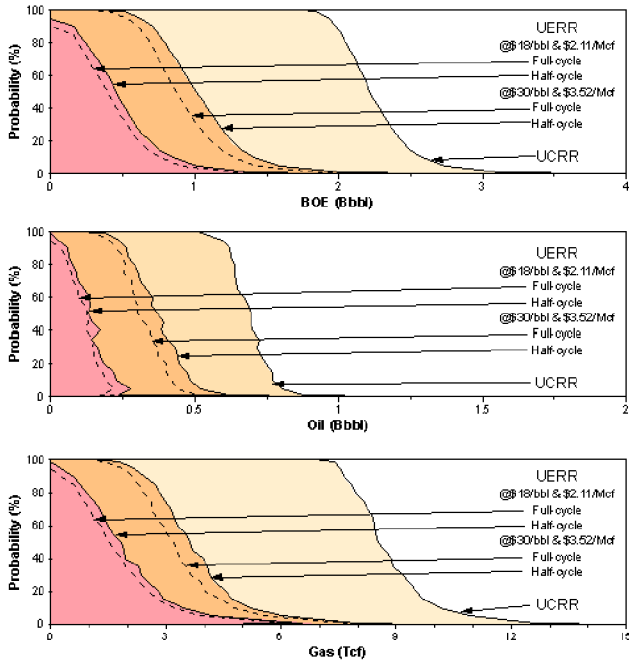 100
80
60
40
20
0
Probability (%)
UERR
@$18/bbl & $2.11/Mcf
Full-cycle
Half-cycle
@$30/bbl & $3.52/Mcf
Full-cycle
Half-cycle
UCRR
0 1 2 3 4
BOE (Bbbl)
100
80
60
40
20
0
Probability (%)
UERR
@$18/bbl & $2.11/Mcf
Full-cycle
Half-cycle
@$30/bbl & $3.52/Mcf
Full-cycle
Half-cycle
UCRR
0 0.5 1 1.5 2
Oil (Bbbl)
100
80
60
40
20
0
Probability (%)
UERR
@$18/bbl & $2.11/Mcf
Full-cycle
Half-cycle
@$30/bbl & $3.52/Mcf
Full-cycle
Half-cycle
UCRR
0 3 6 9 12 15
Gas (Tcf)